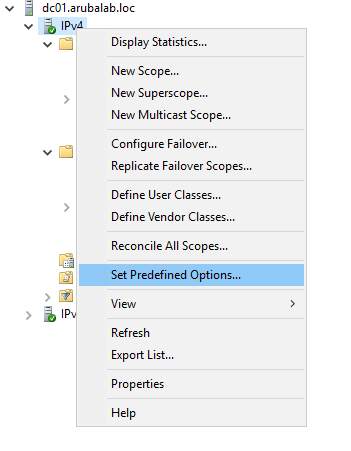 dc01.arubalab.loc
IPv4
Display Statistics...
New Scope...
New Superscope...
New Multicast Scope...
Configure Failover...
Replicate Failover Scopes...
Define User Classes...
Define Vendor Classes...
Reconcile All Scopes...
Set Predefined Options...
View
Refresh
Export List...
Properties
Help